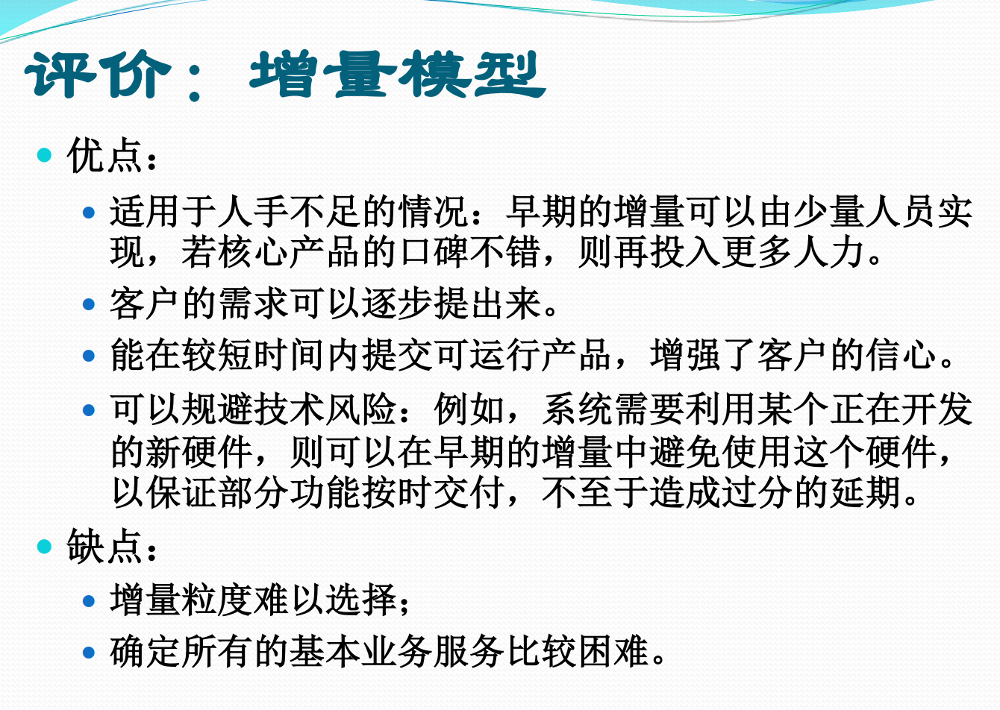 评价：增量模型
优点：
适用于人手不足的情况：早期的增量可以由少量人员实
现，若核心产品的口碑不错，则再投入更多人力。
客户的需求可以逐步提出来。
能在较短时间内提交可运行产品，增强了客户的信心。
可以规避技术风险：例如，系统需要利用某个正在开发
的新硬件，则可以在早期的增量中避免使用这个硬件，
以保证部分功能按时交付，不至于造成过分的延期。
缺点：
增量粒度难以选择；
确定所有的基本业务服务比较困难。